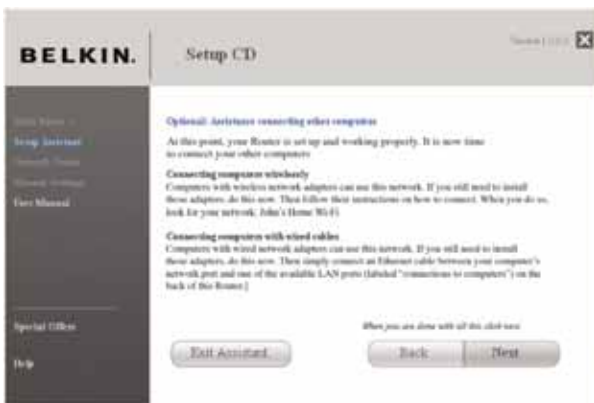 BELKIN.
Setup CD
Setup Assistant
User Manual
Special Offers
Help
Optional: Assistance connecting other computers
At this point, your Router is set up and working properly. It is now time
to connect your other computers
Connecting computers wirelessly
Computers with wireless network adapters can use this network. If you still need to install
those adapters, do this now. Then follow their instructions on how to connect. When you do so,
look for your network: John's Home Wi-Fi
Connecting computers with wired cables
Computers with wired network adapters can use this network. If you still need to install
those adapters, do this now. Then simply connect an Ethernet cable between your computer's
network port and one of the available LAN ports (labeled "connections to computers") on the
back of this Router.]
When you are done with all this click next
Exit Assistant
Back
Next